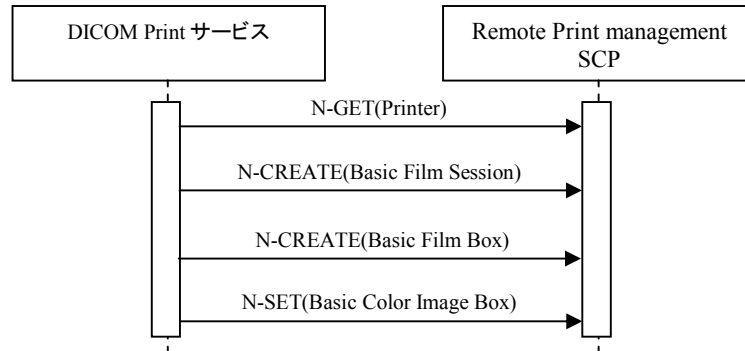 DICOM Print サービス
Remote Print management
SCP
N-GET(Printer)
N-CREATE(Basic Film Session)
N-CREATE(Basic Film Box)
N-SET(Basic Color Image Box)